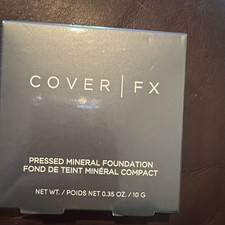 COVER | FX
PRESSED MINERAL FOUNDATION
FOND DE TEINT MINÉRAL COMPACT
NET WT. / POIDS NET 0.35 OZ. / 10 G